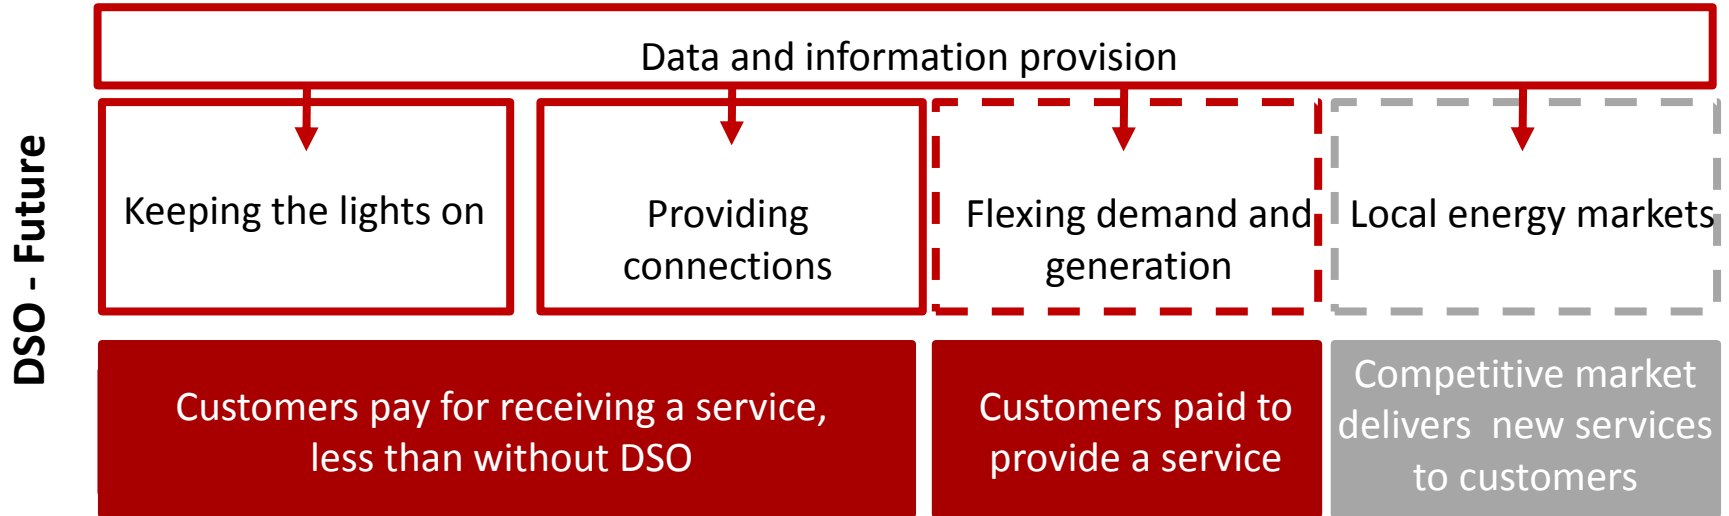 DSO - Future
Data and information provision
Keeping the lights on
Providing
connections
Flexing demand and
generation
Local energy markets
Customers pay for receiving a service,
less than without DSO
Customers paid to
provide a service
Competitive market
delivers  new services
to customers